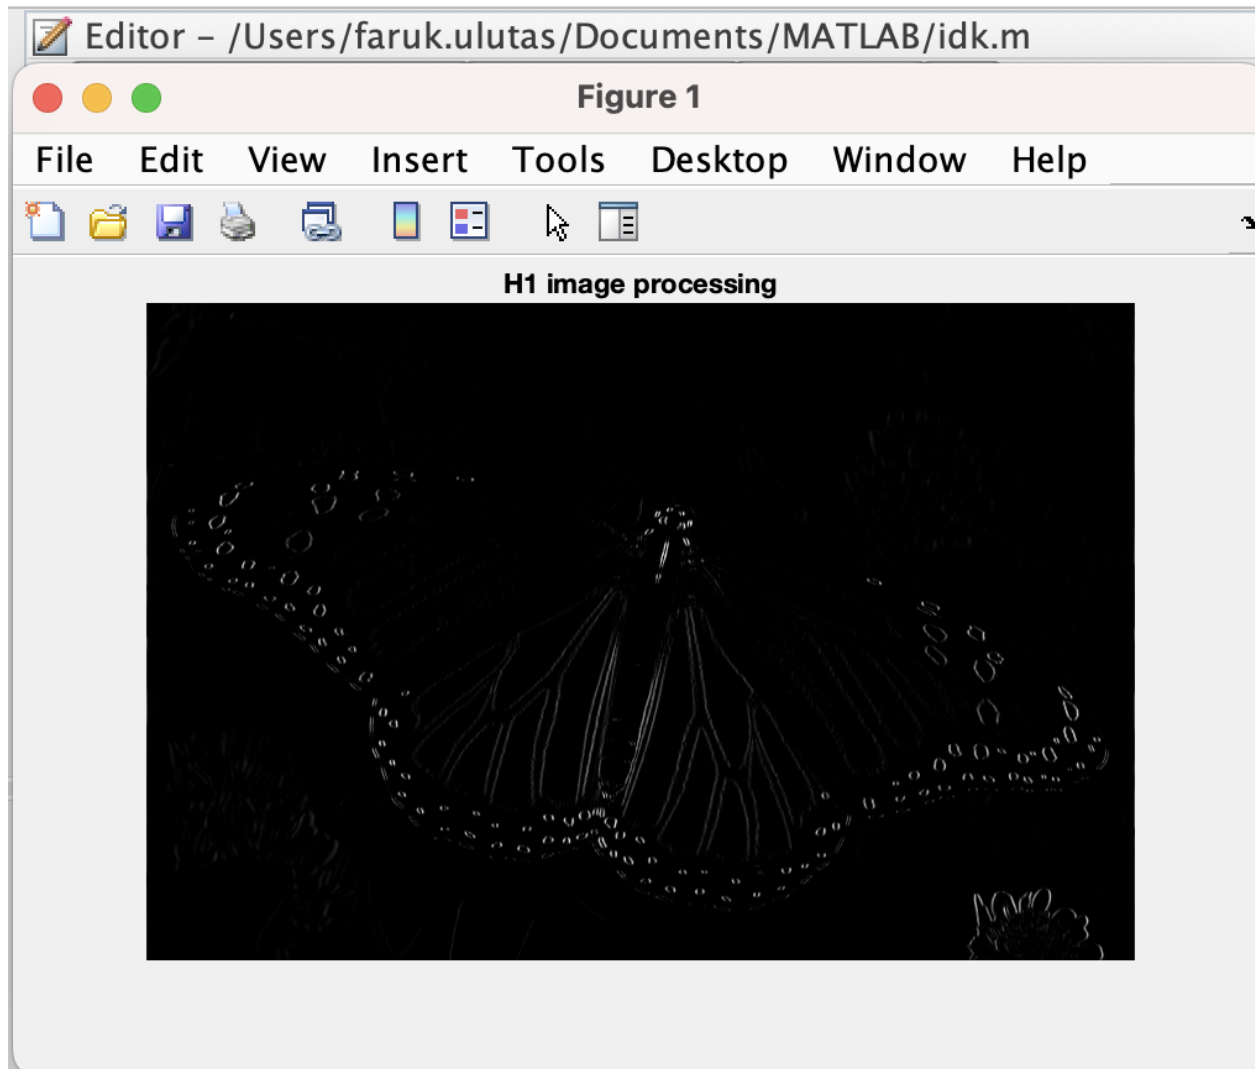 Editor – /Users/faruk.ulutas/Documents/MATLAB/idk.m
Figure 1
File Edit View Insert Tools Desktop Window Help
H1 image processing